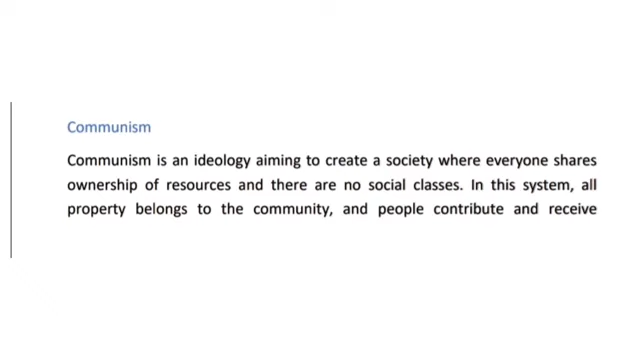 Communism
Communism is an ideology aiming to create a society where everyone shares
ownership of resources and there are no social classes. In this system, all
property belongs to the community, and people contribute and receive